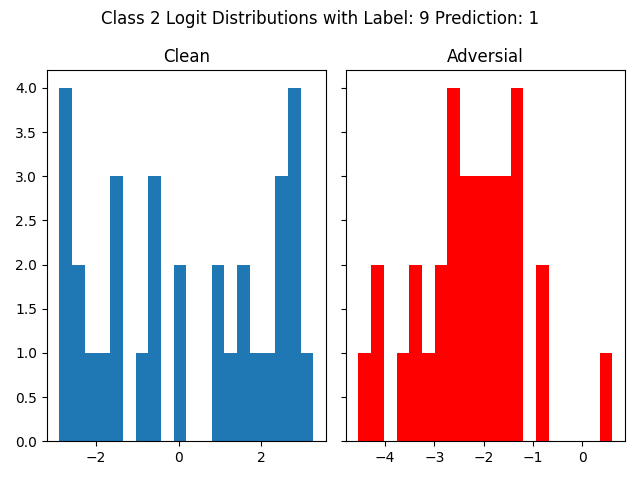 Class 2 Logit Distributions with Label: 9 Prediction: 1
Clean
Adversial
4.0
3.5
3.0
2.5
2.0
1.5
1.0
0.5
0.0
−2 0 2
−4 −3 −2 −1 0